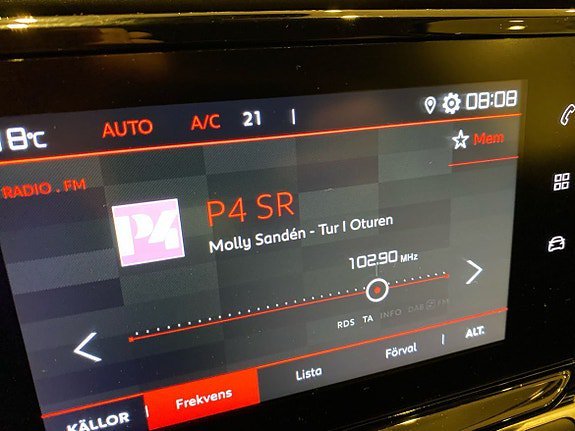 18°C AUTO A/C 21 08:08
Mem
RADIO . FM
P4
P4 SR
Molly Sandén - Tur I Oturen
102.90 MHz
RDS TA INFO DAB FM
KÄLLOR Frekvens Lista Förval ALT.